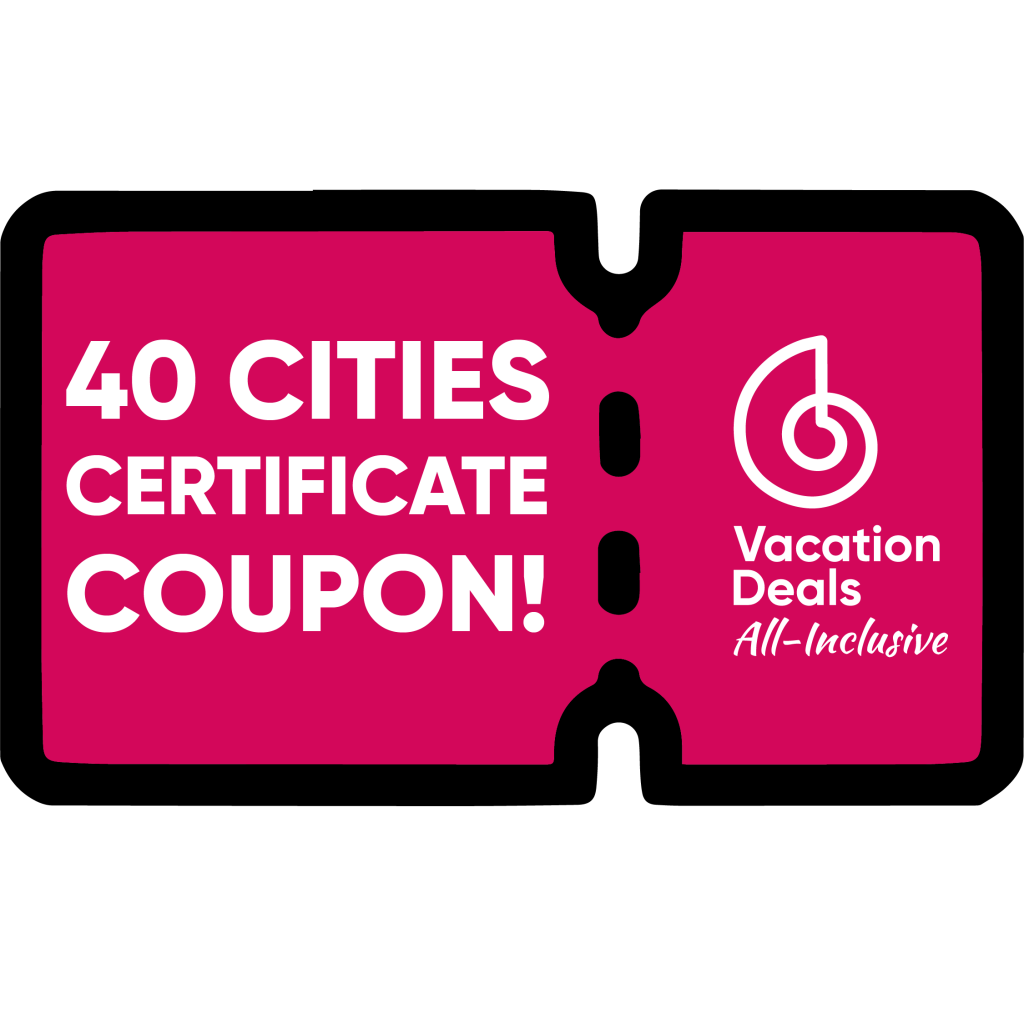 40 CITIES
CERTIFICATE
COUPON!
Vacation
Deals
All-Inclusive